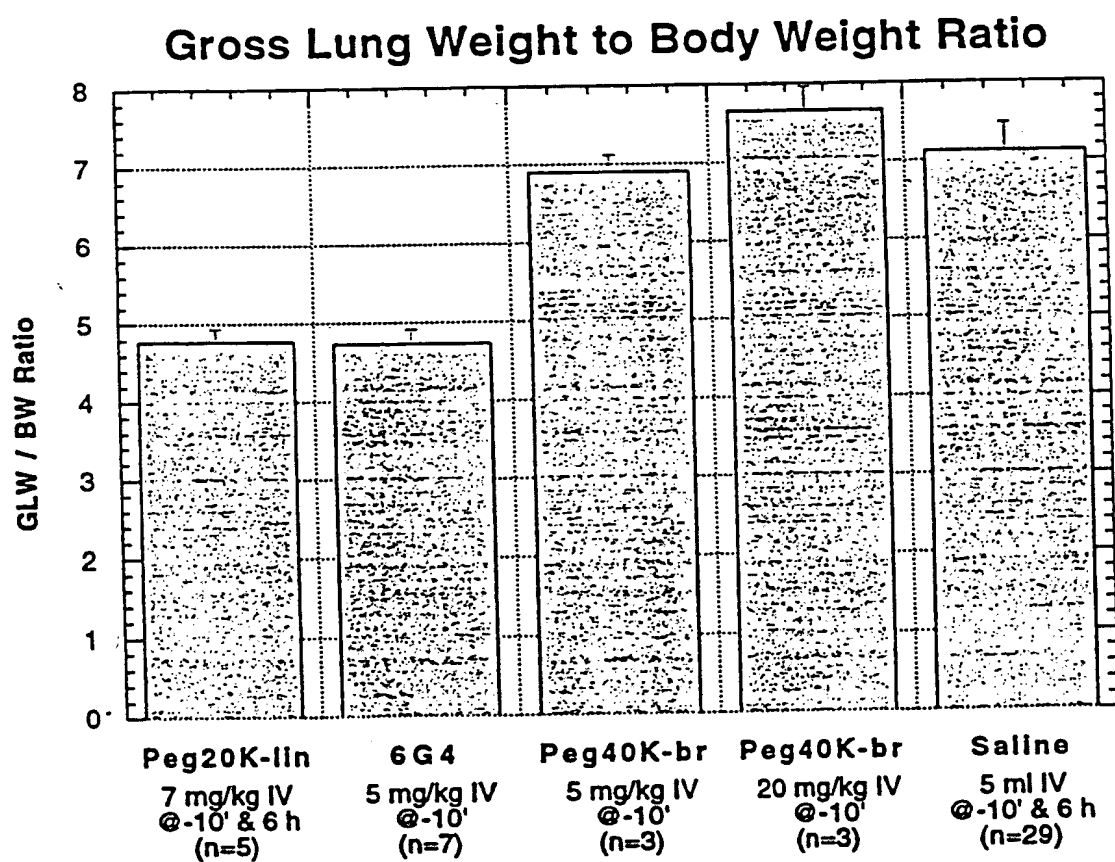 Gross Lung Weight to Body Weight Ratio
GLW / BW Ratio
8
7
6
5
4
3
2
1
0
Peg20K-lin
7 mg/kg IV
@-10' & 6 h
(n=5)
6G4
5 mg/kg IV
@-10'
(n=7)
Peg40K-br
5 mg/kg IV
@-10'
(n=3)
Peg40K-br
20 mg/kg IV
@-10'
(n=3)
Saline
5 ml IV
@-10' & 6 h
(n=29)